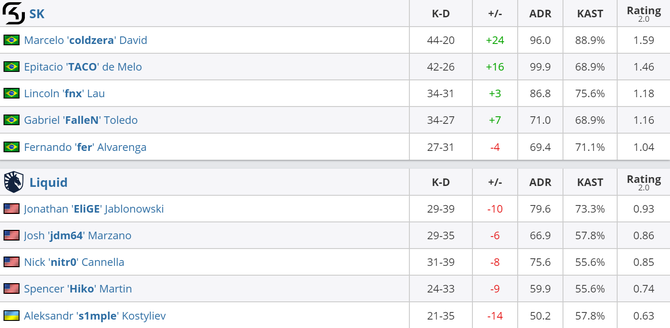 SK K-D +/- ADR KAST Rating 2.0
Marcelo 'coldzera' David 44-20 +24 96.0 88.9% 1.59
Epitacio 'TACO' de Melo 42-26 +16 99.9 68.9% 1.46
Lincoln 'fnx' Lau 34-31 +3 86.8 75.6% 1.18
Gabriel 'FalleN' Toledo 34-27 +7 71.0 68.9% 1.16
Fernando 'fer' Alvarenga 27-31 -4 69.4 71.1% 1.04
Liquid K-D +/- ADR KAST Rating 2.0
Jonathan 'EliGE' Jablonowski 29-39 -10 79.6 73.3% 0.93
Josh 'jdm64' Marzano 29-35 -6 66.9 57.8% 0.86
Nick 'nitr0' Cannella 31-39 -8 75.6 55.6% 0.85
Spencer 'Hiko' Martin 24-33 -9 59.9 55.6% 0.74
Aleksandr 's1mple' Kostyliev 21-35 -14 50.2 57.8% 0.63